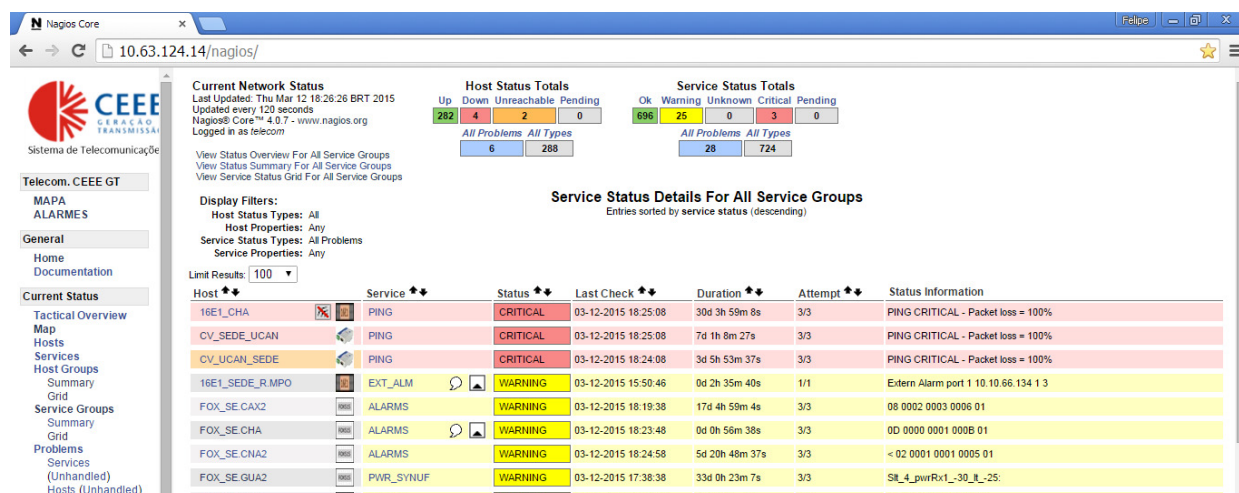 Nagios Core
Felipe
10.63.124.14/nagios/
CEEE
GERAÇÃO
TRANSMISSÃ
Sistema de Telecomunicaçõe
Telecom. CEEE GT
MAPA
ALARMES
General
Home
Documentation
Current Status
Tactical Overview
Map
Hosts
Services
Host Groups
Summary
Grid
Service Groups
Summary
Grid
Problems
Services
(Unhandled)
Hosts (Unhandled)
Current Network Status
Last Updated: Thu Mar 12 18:26:26 BRT 2015
Updated every 120 seconds
Nagios® Core™ 4.0.7 - www.nagios.org
Logged in as telecom
View Status Overview For All Service Groups
View Status Summary For All Service Groups
View Service Status Grid For All Service Groups
Host Status Totals
Up Down Unreachable Pending
282 4 2 0
All Problems All Types
6 288
Service Status Totals
Ok Warning Unknown Critical Pending
696 25 0 3 0
All Problems All Types
28 724
Display Filters:
Host Status Types: All
Host Properties: Any
Service Status Types: All Problems
Service Properties: Any
Service Status Details For All Service Groups
Entries sorted by service status (descending)
Limit Results: 100
Host Service Status Last Check Duration Attempt Status Information
16E1_CHA PING CRITICAL 03-12-2015 18:25:08 30d 3h 59m 8s 3/3 PING CRITICAL - Packet loss = 100%
CV_SEDE_UCAN PING CRITICAL 03-12-2015 18:25:08 7d 1h 8m 27s 3/3 PING CRITICAL - Packet loss = 100%
CV_UCAN_SEDE PING CRITICAL 03-12-2015 18:24:08 3d 5h 53m 37s 3/3 PING CRITICAL - Packet loss = 100%
16E1_SEDE_R.MPO EXT_ALM WARNING 03-12-2015 15:50:46 0d 2h 35m 40s 1/1 Extern Alarm port 1 10.10.66.134 1 3
FOX_SE.CAX2 ALARMS WARNING 03-12-2015 18:19:38 17d 4h 59m 4s 3/3 08 0002 0003 0006 01
FOX_SE.CHA ALARMS WARNING 03-12-2015 18:23:48 0d 0h 56m 38s 3/3 0D 0000 0001 000B 01
FOX_SE.CNA2 ALARMS WARNING 03-12-2015 18:24:58 5d 20h 48m 37s 3/3 < 02 0001 0001 0005 01
FOX_SE.GUA2 PWR_SYNUF WARNING 03-12-2015 17:38:38 33d 0h 23m 7s 3/3 Slt_4_pwrRx1_-30_lt_-25: